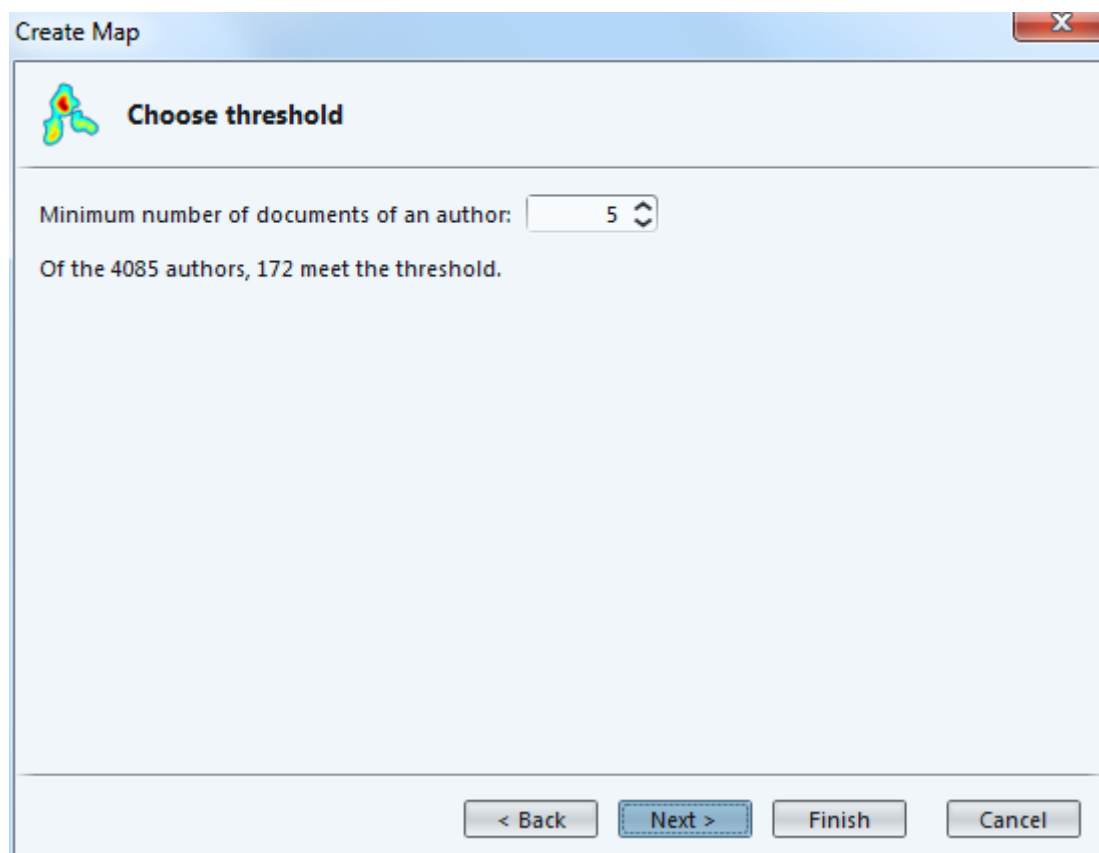 Create Map
Choose threshold
Minimum number of documents of an author: 5
Of the 4085 authors, 172 meet the threshold.
< Back Next > Finish Cancel